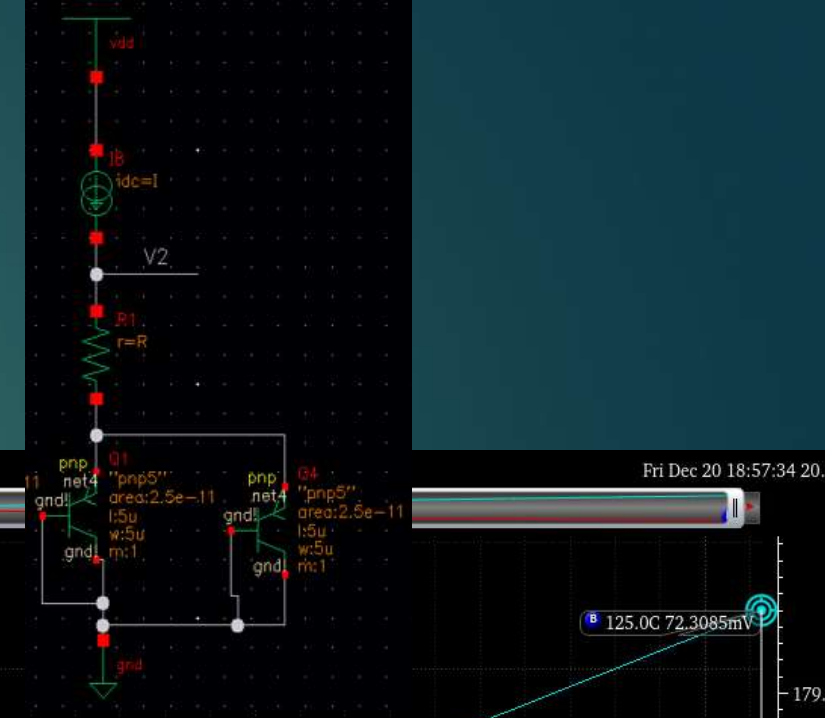 vdd
I8
idc=I
V2
R1
r=R
pnp
Q1
net4
"pnp5"
11
area:2.5e-11
gnd!
l:5u
w:5u
gnd!
m:1
pnp
Q4
net4
"pnp5"
area:2.5e-11
gnd!
l:5u
w:5u
gnd!
m:1
gnd
Fri Dec 20 18:57:34 20.
B 125.0C 72.3085mV
179.